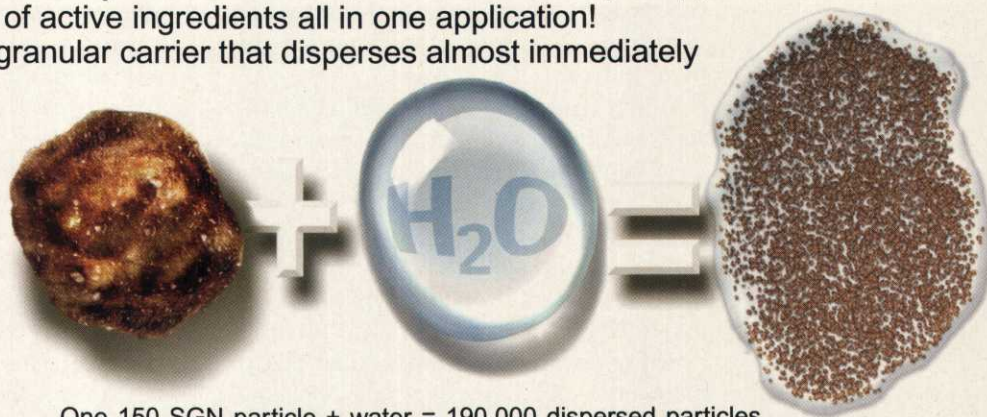 of active ingredients all in one application!
granular carrier that disperses almost immediately
+ H₂O =
One 150 SGN particle + water = 190,000 dispersed particles